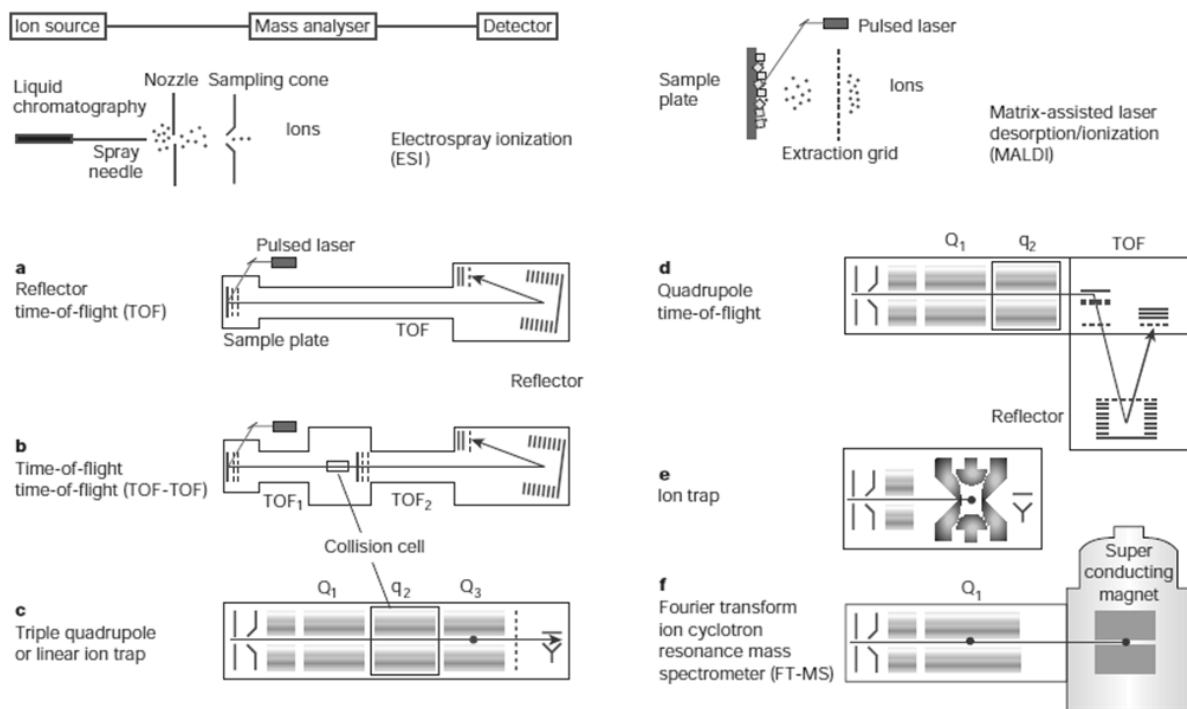 Ion source
Mass analyser
Detector
Liquid
chromatography
Nozzle
Sampling cone
Ions
Spray
needle
Electrospray ionization
(ESI)
Pulsed laser
Sample
plate
Ions
Extraction grid
Matrix-assisted laser
desorption/ionization
(MALDI)
a
Reflector
time-of-flight (TOF)
Pulsed laser
Sample plate
TOF
Reflector
b
Time-of-flight
time-of-flight (TOF-TOF)
TOF1
TOF2
Collision cell
c
Triple quadrupole
or linear ion trap
Q1
q2
Q3
d
Quadrupole
time-of-flight
Q1
q2
TOF
Reflector
e
Ion trap
f
Fourier transform
ion cyclotron
resonance mass
spectrometer (FT-MS)
Q1
Super
conducting
magnet